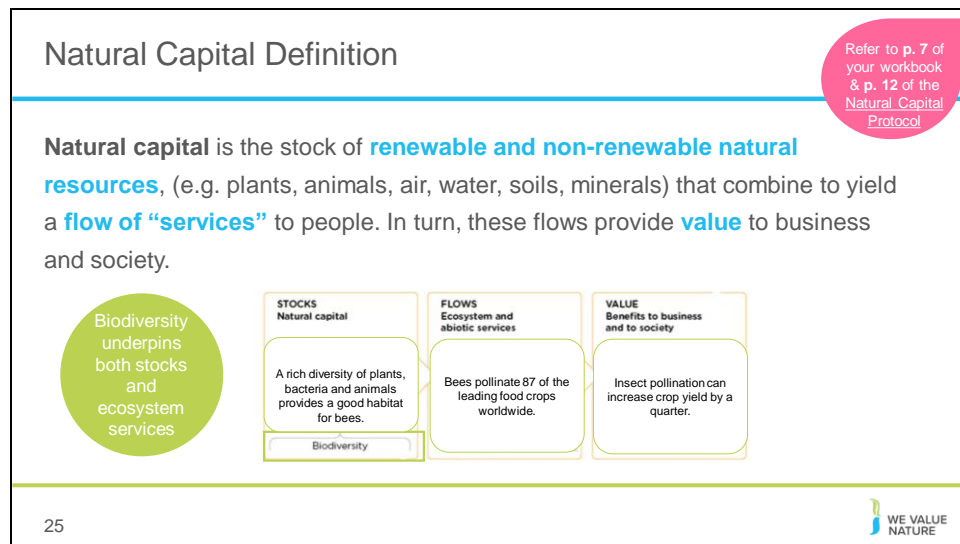 Natural Capital Definition
Refer to p. 7 of
your workbook
& p. 12 of the
Natural Capital
Protocol
Natural capital is the stock of renewable and non-renewable natural
resources, (e.g. plants, animals, air, water, soils, minerals) that combine to yield
a flow of “services” to people. In turn, these flows provide value to business
and society.
Biodiversity
underpins
both stocks
and
ecosystem
services
STOCKS
Natural capital
A rich diversity of plants,
bacteria and animals
provides a good habitat
for bees.
Biodiversity
FLOWS
Ecosystem and
abiotic services
Bees pollinate 87 of the
leading food crops
worldwide.
VALUE
Benefits to business
and to society
Insect pollination can
increase crop yield by a
quarter.
25
WE VALUE
NATURE